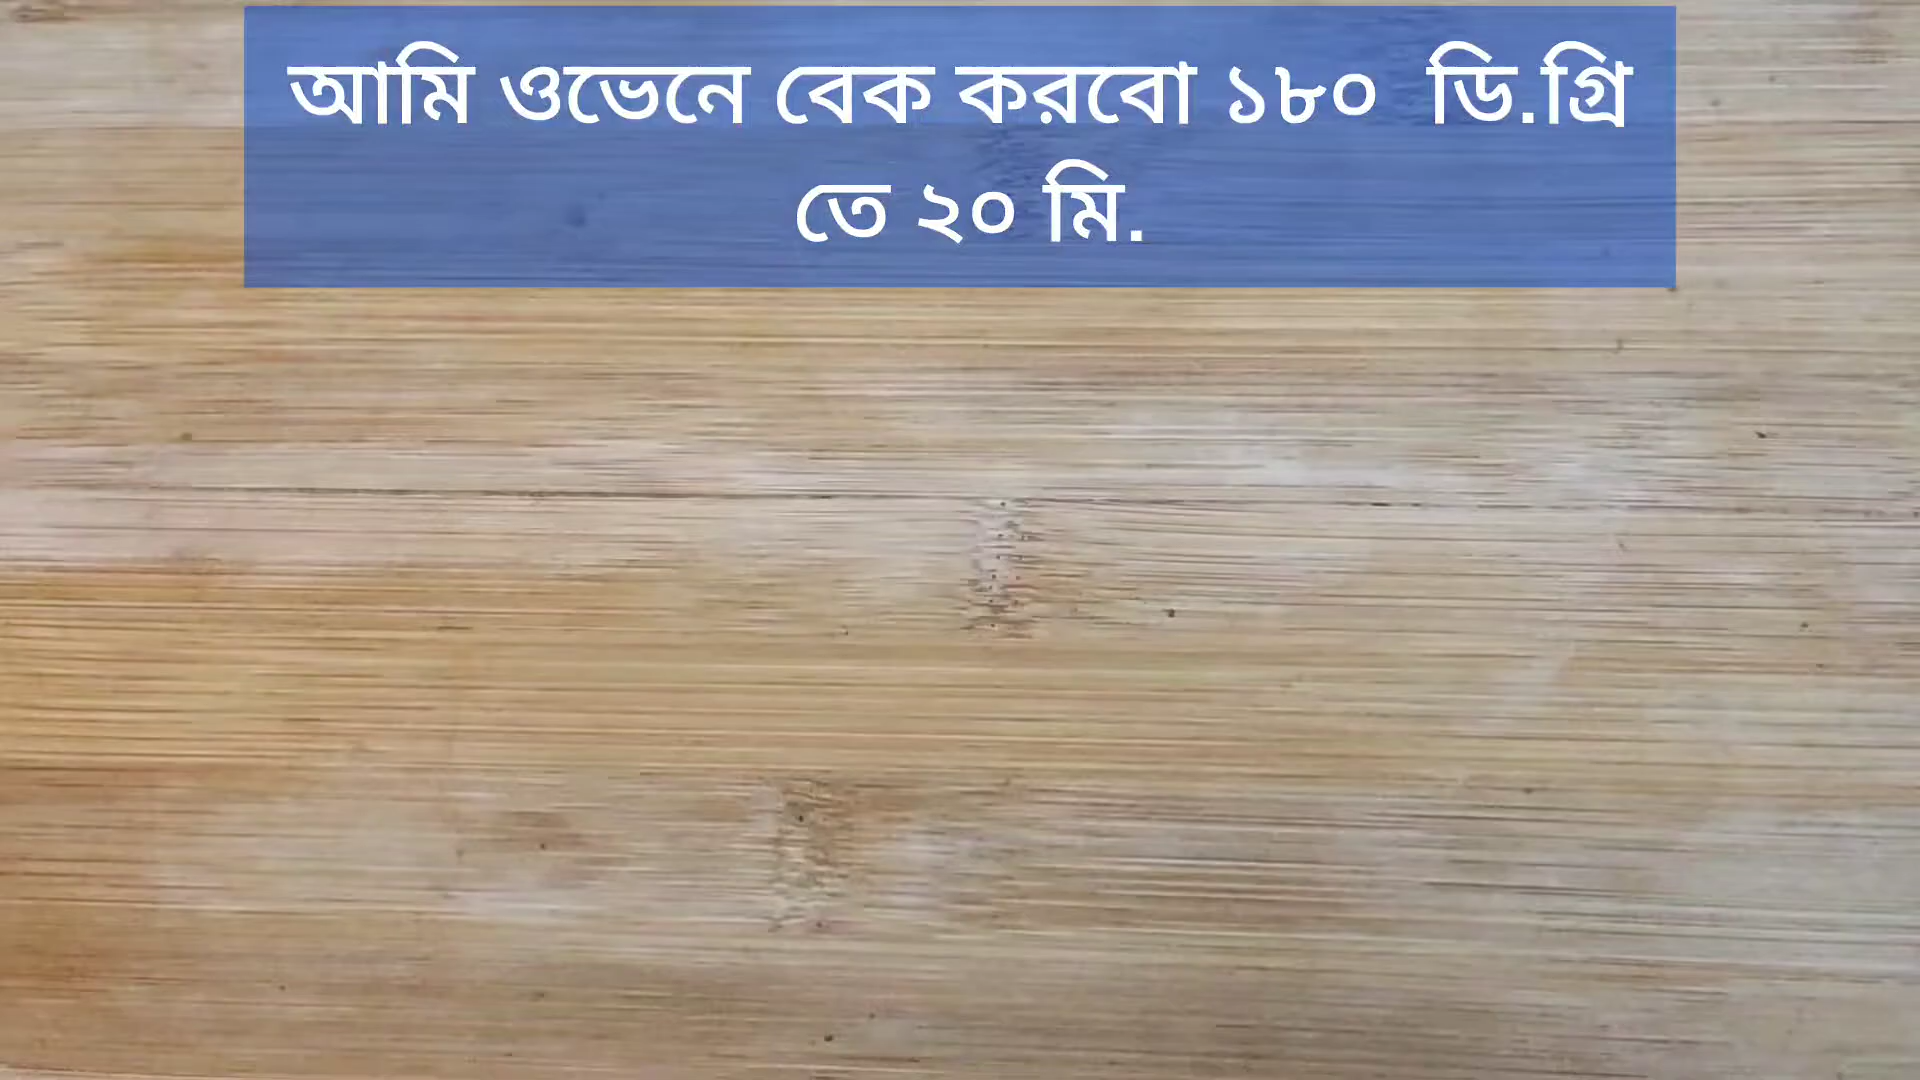 আমি ওভেনে বেক করবো ১৮০ ডি.গ্রি
তে ২০ মি.